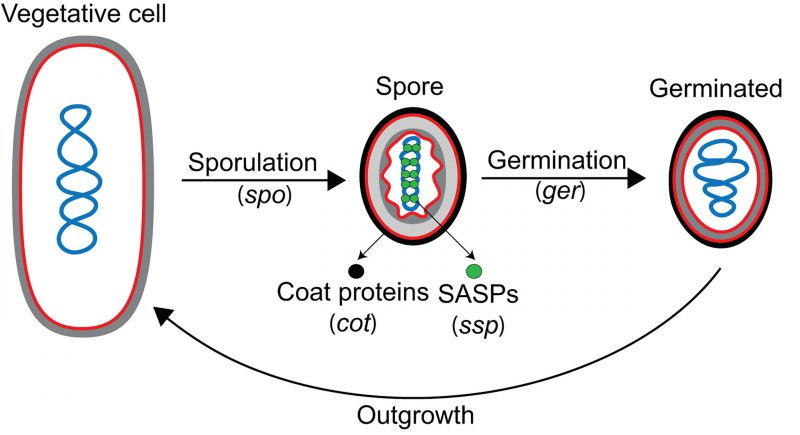 Vegetative cell
Spore
Germinated
Sporulation
(spo)
Germination
(ger)
Coat proteins
(cot)
SASPs
(ssp)
Outgrowth